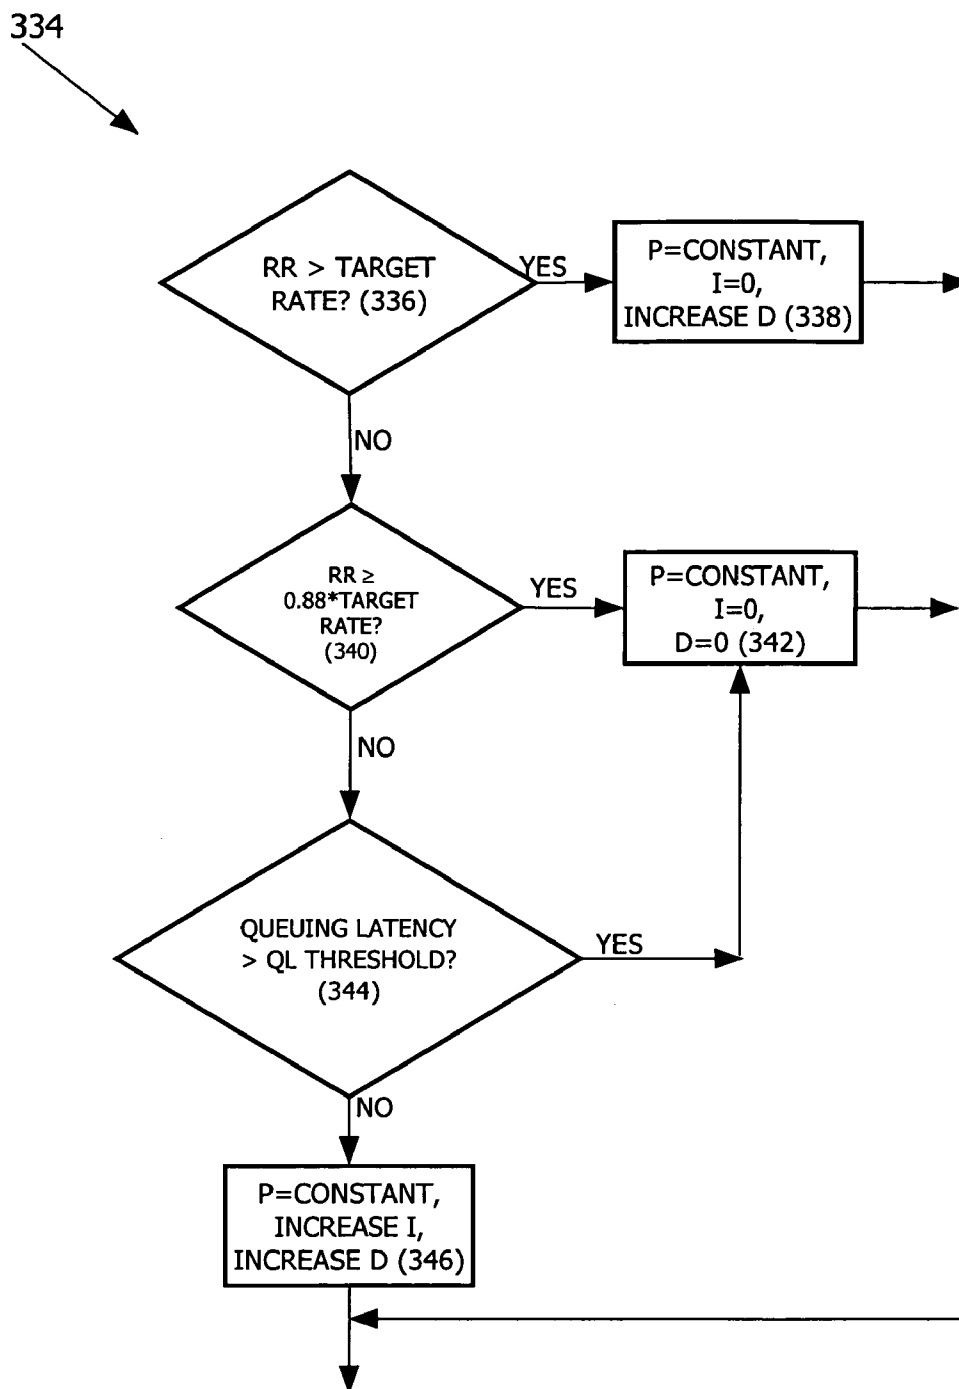 334
RR > TARGET
RATE? (336)
YES
P=CONSTANT,
I=0,
INCREASE D (338)
NO
RR ≥
0.88*TARGET
RATE?
(340)
YES
P=CONSTANT,
I=0,
D=0 (342)
NO
QUEUING LATENCY
> QL THRESHOLD?
(344)
YES
NO
P=CONSTANT,
INCREASE I,
INCREASE D (346)